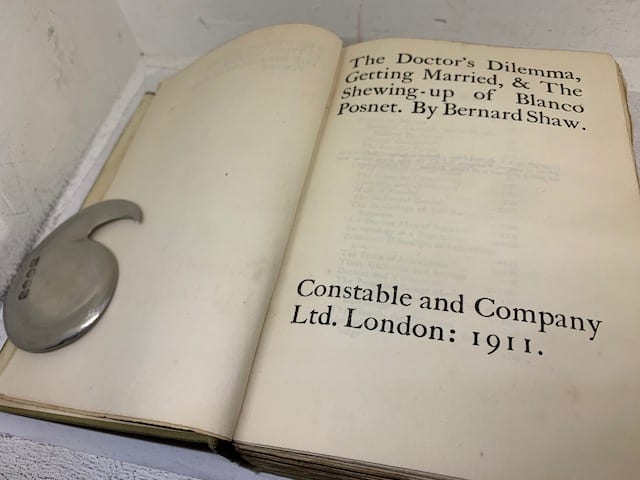 The Doctor's Dilemma,
Getting Married, & The
Shewing-up of Blanco
Posnet. By Bernard Shaw.
Constable and Company
Ltd. London: 1911.